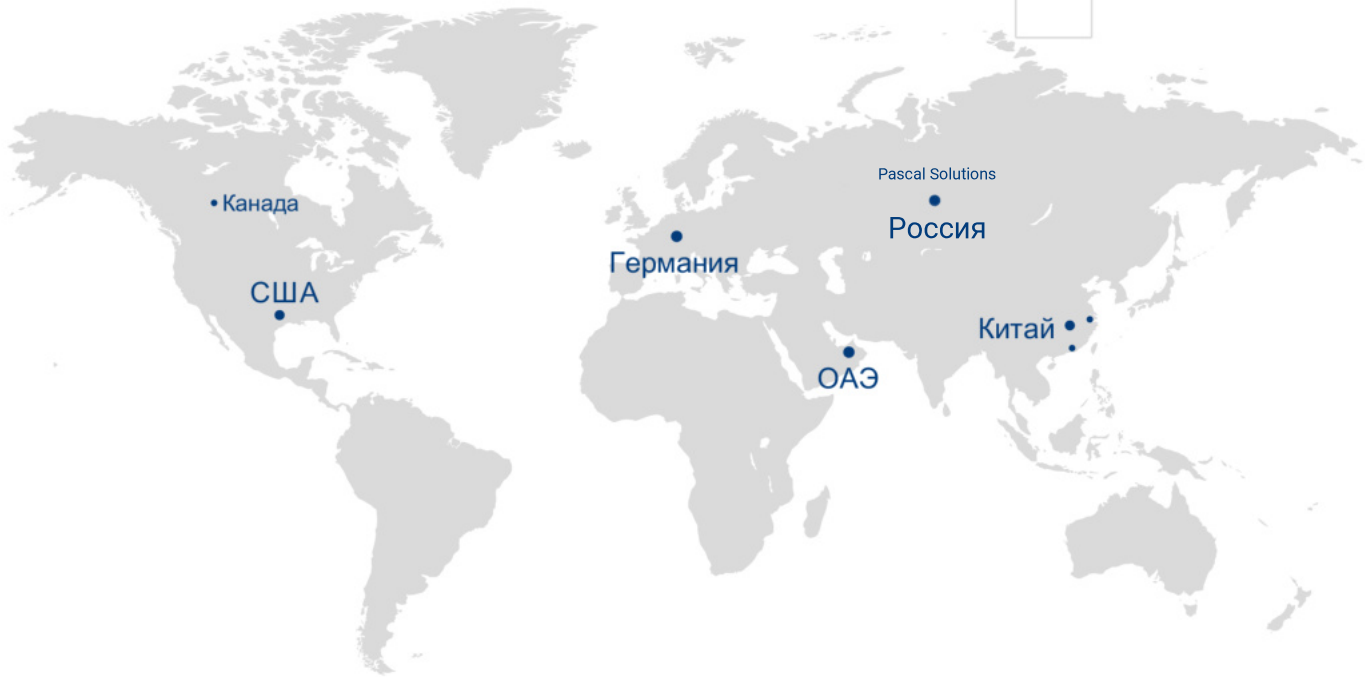 Pascal Solutions
Канада
Россия
Германия
США
Китай
ОАЭ